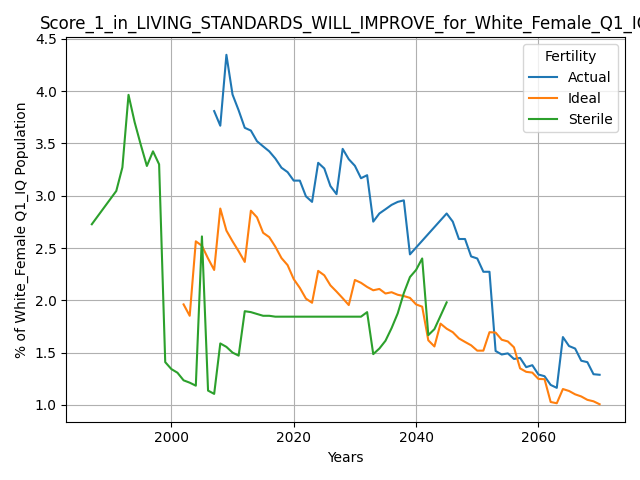 Score_1_in_LIVING_STANDARDS_WILL_IMPROVE_for_White_Female_Q1_IQ
4.5
4.0
3.5
3.0
2.5
2.0
1.5
1.0
% of White_Female Q1_IQ Population
Fertility
Actual
Ideal
Sterile
2000
2020
2040
2060
Years